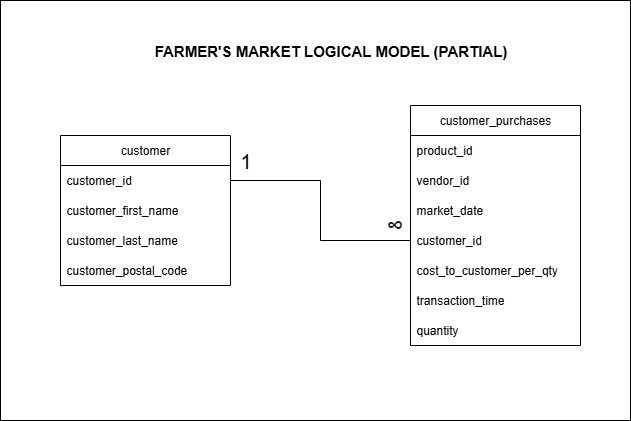 FARMER'S MARKET LOGICAL MODEL (PARTIAL)
customer
customer_id
customer_first_name
customer_last_name
customer_postal_code
1
∞
customer_purchases
product_id
vendor_id
market_date
customer_id
cost_to_customer_per_qty
transaction_time
quantity